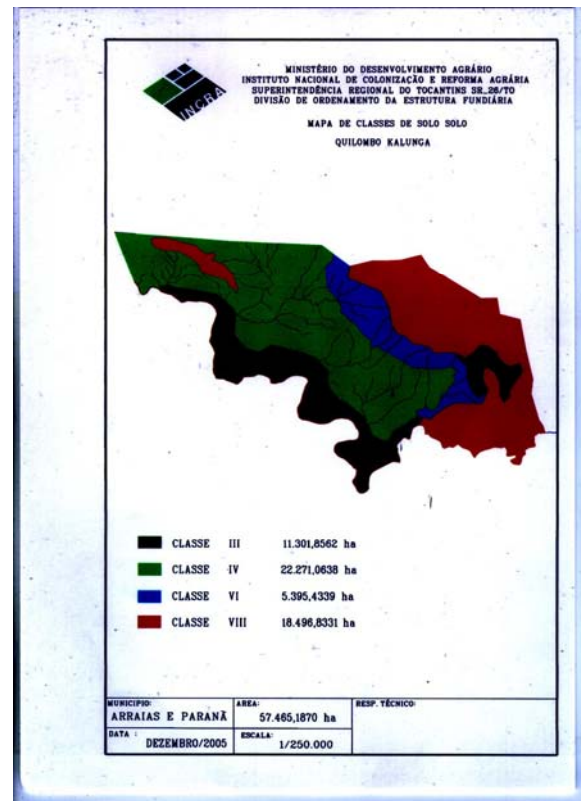 INCRA
MINISTÉRIO DO DESENVOLVIMENTO AGRÁRIO
INSTITUTO NACIONAL DE COLONIZAÇÃO E REFORMA AGRÁRIA
SUPERINTENDÊNCIA REGIONAL DO TOCANTINS SR_26/TO
DIVISÃO DE ORDENAMENTO DA ESTRUTURA FUNDIÁRIA
MAPA DE CLASSES DE SOLO SOLO
QUILOMBO KALUNGA
CLASSE III 11.301,8562 ha
CLASSE IV 22.271,0638 ha
CLASSE VI 5.395,4339 ha
CLASSE VIII 18.496,8331 ha
MUNICIPIO:
ARRAIAS E PARANÃ
AREA:
57.465,1870 ha
RESP. TÉCNICO:
DATA :
DEZEMBRO/2005
ESCALA:
1/250.000